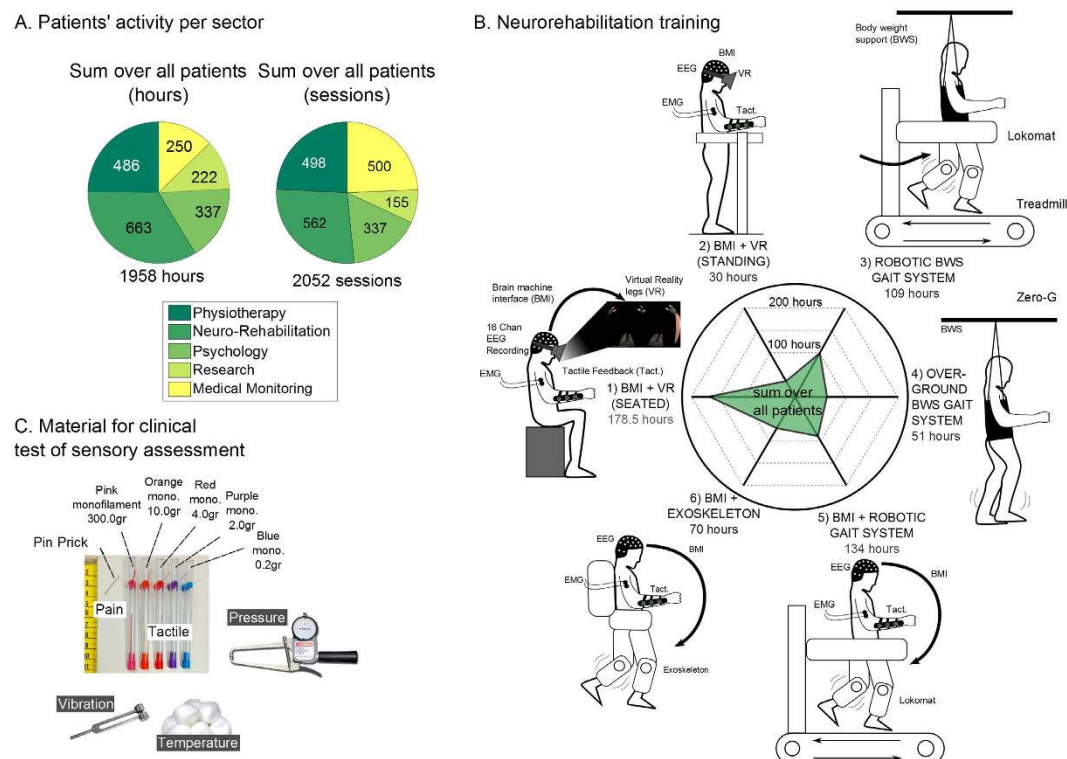 A. Patients' activity per sector
Sum over all patients
(hours)
Sum over all patients
(sessions)
486
250
222
337
663
498
500
155
337
562
1958 hours
2052 sessions
Physiotherapy
Neuro-Rehabilitation
Psychology
Research
Medical Monitoring
B. Neurorehabilitation training
BMI
EEG
VR
EMG
Tact.
2) BMI + VR
(STANDING)
30 hours
Body weight
support (BWS)
Lokomat
Treadmill
3) ROBOTIC BWS
GAIT SYSTEM
109 hours
Brain machine
interface (BMI)
Virtual Reality
legs (VR)
16 Chan
EEG
Recording
EMG
Tactile Feedback (Tact.)
1) BMI + VR
(SEATED)
178.5 hours
200 hours
100 hours
sum over
all patients
Zero-G
BWS
4) OVER-
GROUND
BWS GAIT
SYSTEM
51 hours
6) BMI +
EXOSKELETON
70 hours
EEG
BMI
EMG
Tact.
Exoskeleton
5) BMI + ROBOTIC
GAIT SYSTEM
134 hours
EEG
BMI
EMG
Tact.
Lokomat
C. Material for clinical
test of sensory assessment
Pin Prick
Pink
monofilament
300.0gr
Orange
mono.
10.0gr
Red
mono.
4.0gr
Purple
mono.
2.0gr
Blue
mono.
0.2gr
Pain
Tactile
Pressure
Vibration
Temperature